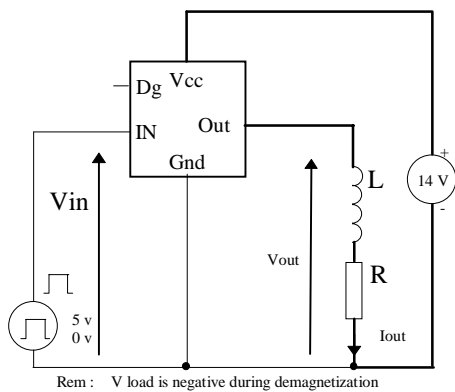 Vcc
Dg
IN
Out
Gnd
+
14 V
-
Vin
L
Vout
R
5 v
0 v
Iout
Rem : V load is negative during demagnetization